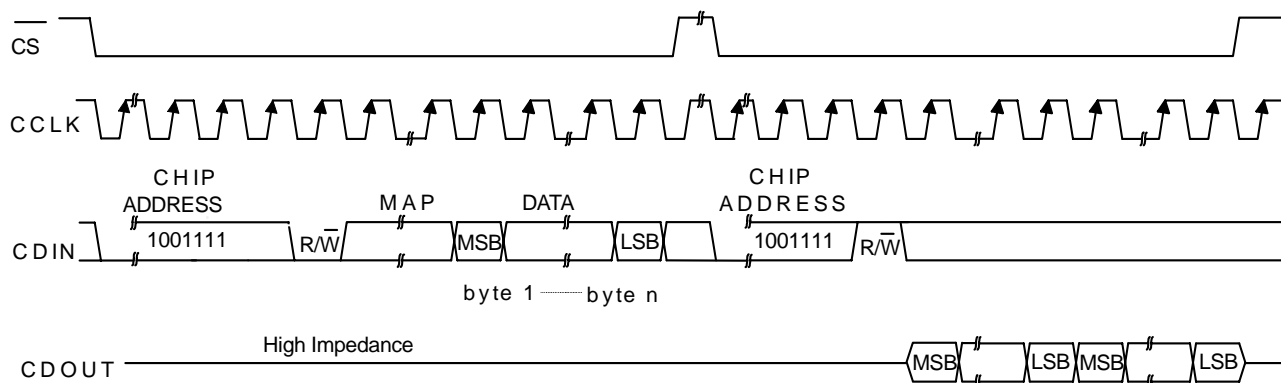 CS
CCLK
CHIP
ADDRESS
MAP
DATA
CHIP
ADDRESS
CDIN
1001111
R/W
MSB
LSB
1001111
R/W
byte 1
byte n
High Impedance
CDOUT
MSB
LSB
MSB
LSB